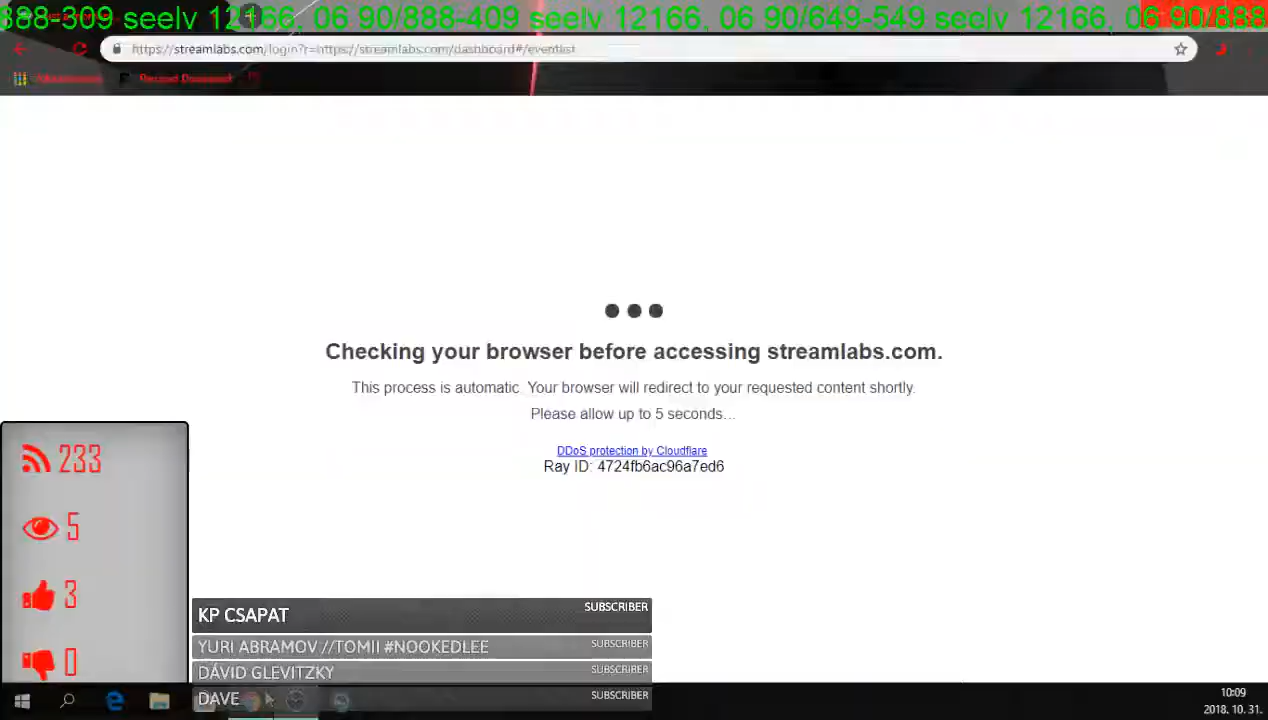 888-309 seelv 12166, 06 90/888-409 seelv 12166, 06 90/649-549 seelv 12166, 06 90/888
https://streamlabs.com/login?r=https://streamlabs.com/dashboard#/eventlist
Checking your browser before accessing streamlabs.com.
This process is automatic. Your browser will redirect to your requested content shortly.
Please allow up to 5 seconds...
DDoS protection by Cloudflare
Ray ID: 4724fb6ac96a7ed6
233
5
3
0
KP CSAPAT SUBSCRIBER
YURI ABRAMOV //TOMII #NOOKEDLEE SUBSCRIBER
DÁVID GLEVITZKY SUBSCRIBER
DAVE SUBSCRIBER
10:09
2018. 10. 31.